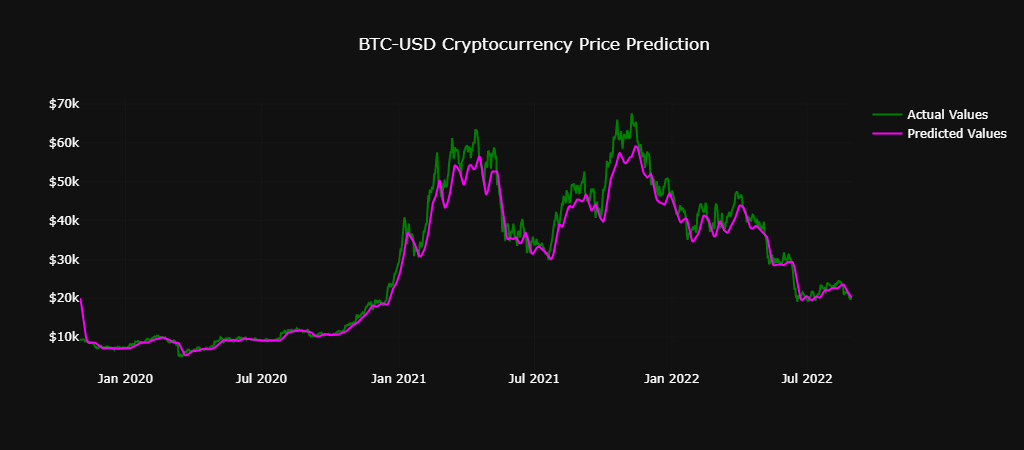 BTC-USD Cryptocurrency Price Prediction
$70k
$60k
$50k
$40k
$30k
$20k
$10k
Jan 2020
Jul 2020
Jan 2021
Jul 2021
Jan 2022
Jul 2022
Actual Values
Predicted Values